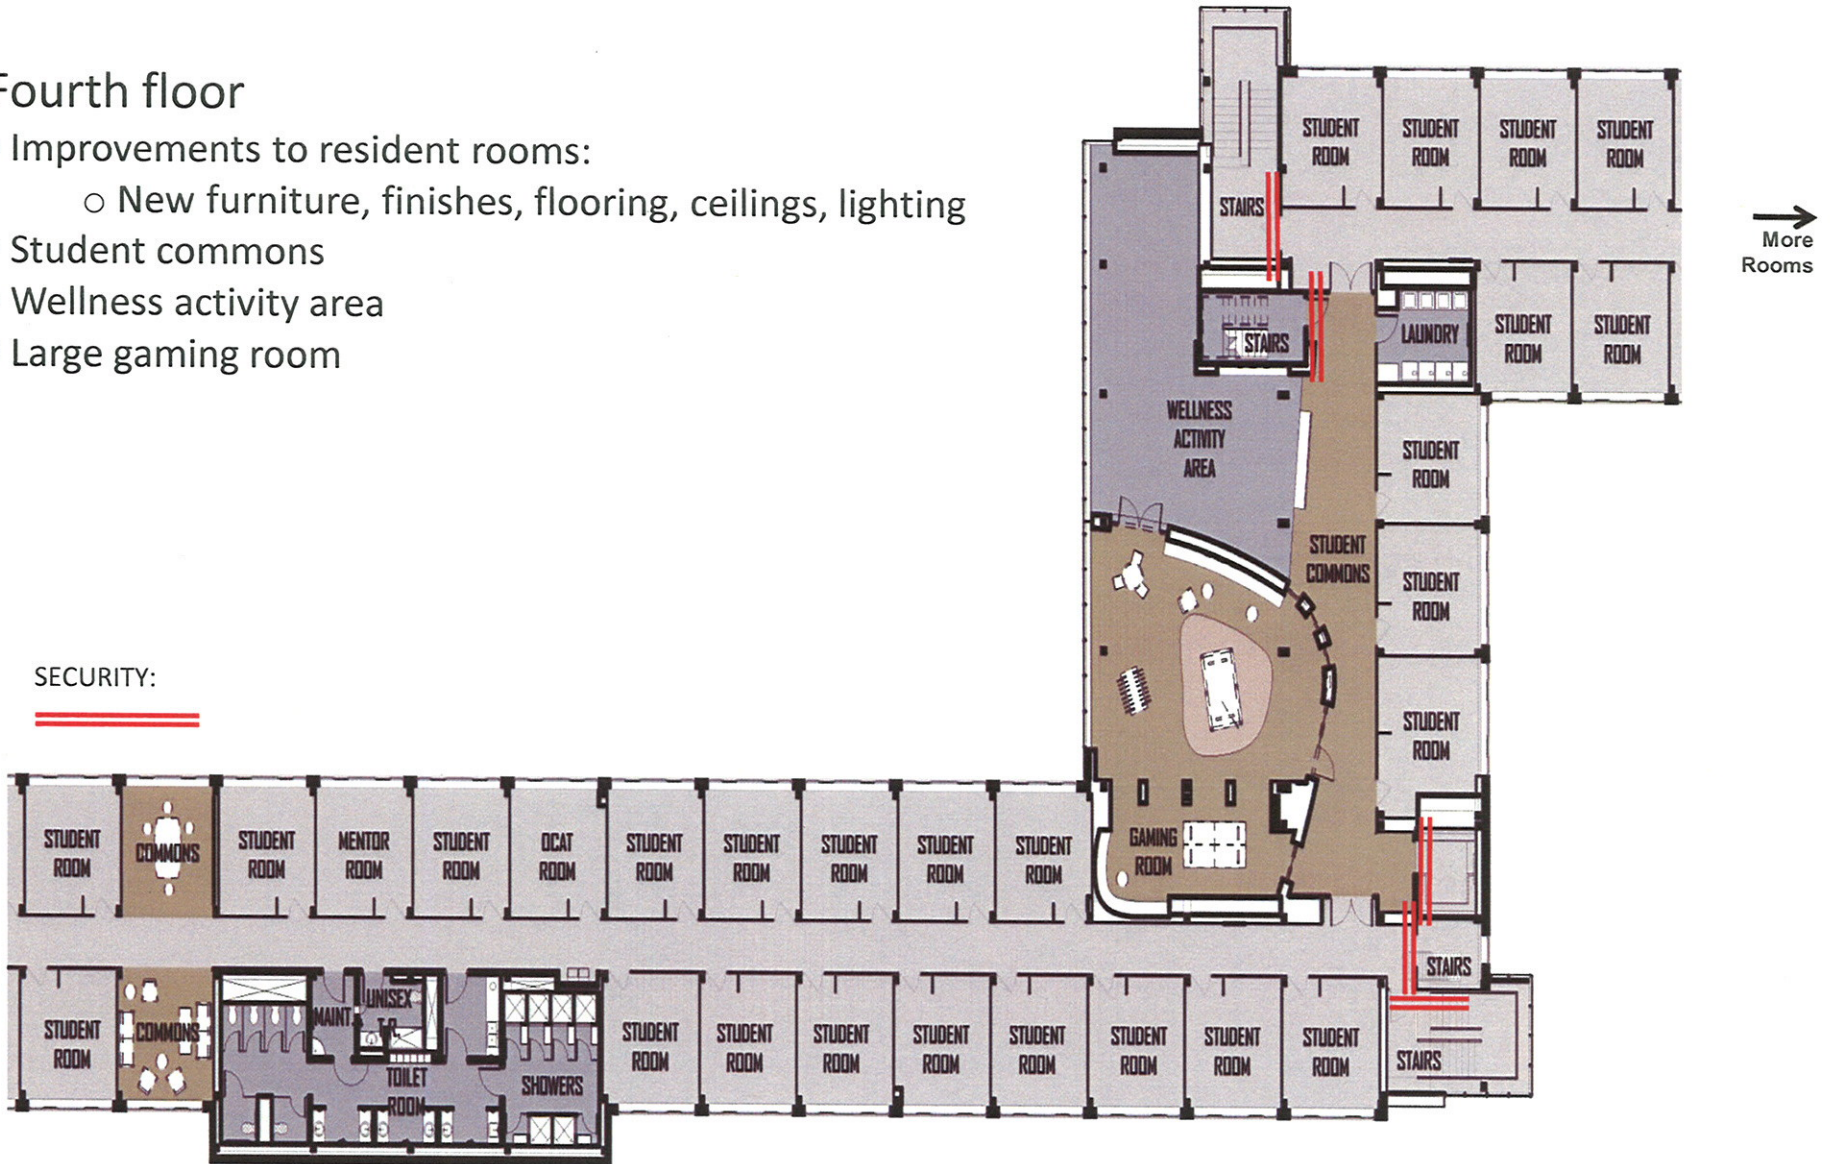 Fourth floor
Improvements to resident rooms:
○ New furniture, finishes, flooring, ceilings, lighting
Student commons
Wellness activity area
Large gaming room
STUDENT ROOM
STUDENT ROOM
STUDENT ROOM
STUDENT ROOM
STAIRS
More
Rooms
STAIRS
LAUNDRY
STUDENT ROOM
STUDENT ROOM
WELLNESS
ACTIVITY
AREA
STUDENT ROOM
STUDENT
COMMONS
STUDENT ROOM
SECURITY:
STUDENT ROOM
STUDENT ROOM
COMMONS
STUDENT ROOM
MENTOR ROOM
STUDENT ROOM
OCAT ROOM
STUDENT ROOM
STUDENT ROOM
STUDENT ROOM
STUDENT ROOM
STUDENT ROOM
GAMING
ROOM
STAIRS
STUDENT ROOM
COMMONS
MAINT.
UNISEX
T.R.
TOILET
ROOM
SHOWERS
STUDENT ROOM
STUDENT ROOM
STUDENT ROOM
STUDENT ROOM
STUDENT ROOM
STUDENT ROOM
STUDENT ROOM
STUDENT ROOM
STAIRS